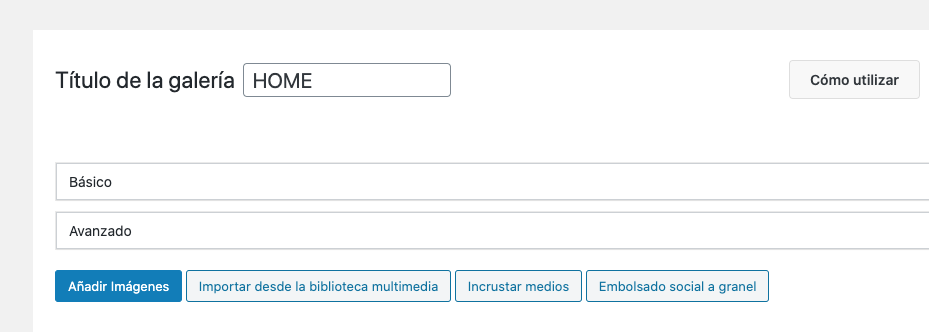 Título de la galería HOME Cómo utilizar
Básico
Avanzado
Añadir Imágenes Importar desde la biblioteca multimedia Incrustar medios Embolsado social a granel